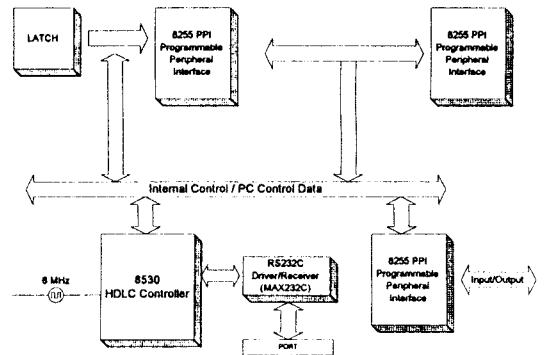 LATCH
8255 PPI
Programmable
Peripheral
Interface
8255 PPI
Programmable
Peripheral
Interface
Internal Control / PC Control Data
6 MHz
8530
HDLC Controller
RS232C
Driver/Receiver
(MAX232C)
8255 PPI
Programmable
Peripheral
Interface
Input/Output
PORT